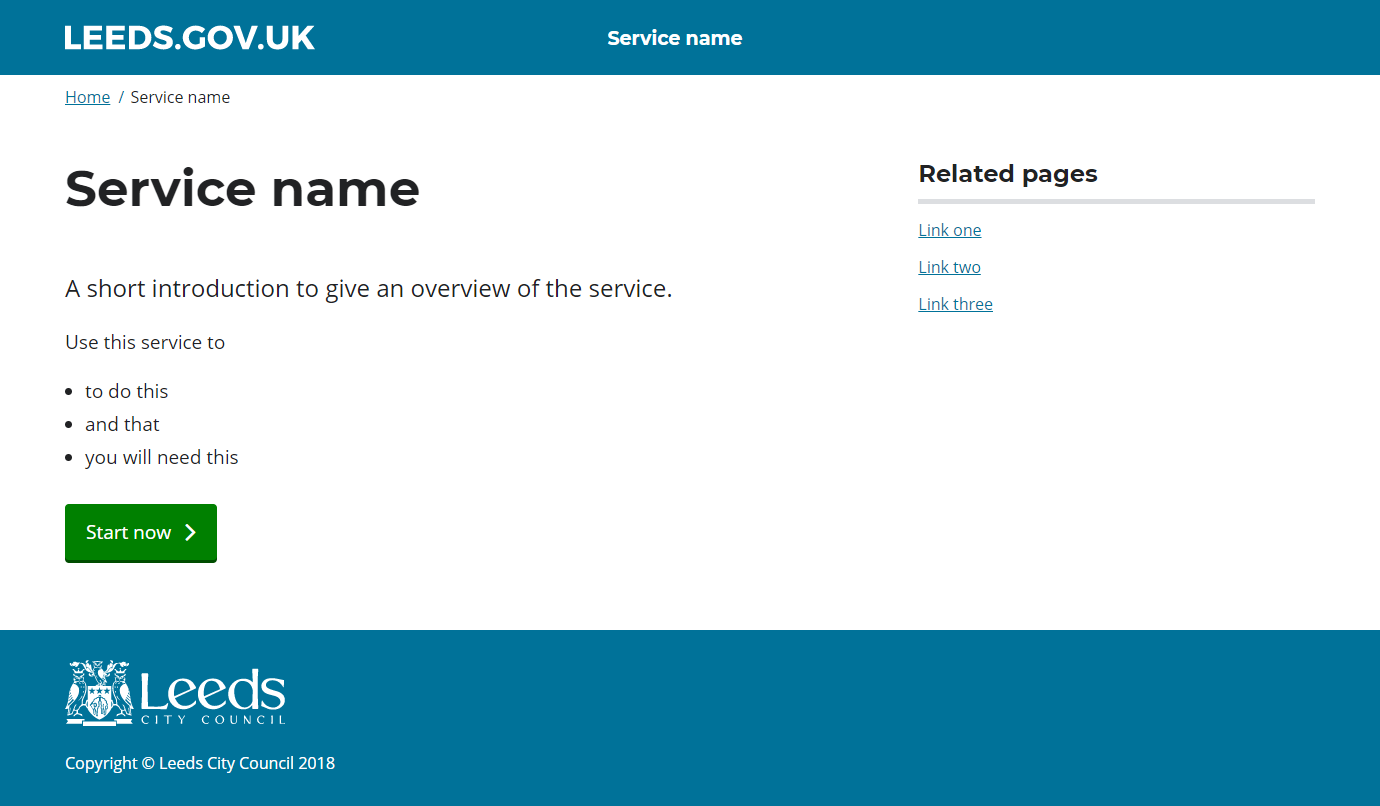 LEEDS.GOV.UK
Service name
Home / Service name
Service name
A short introduction to give an overview of the service.
Use this service to
• to do this
• and that
• you will need this
Start now
Related pages
Link one
Link two
Link three
Leeds
CITY COUNCIL
Copyright © Leeds City Council 2018